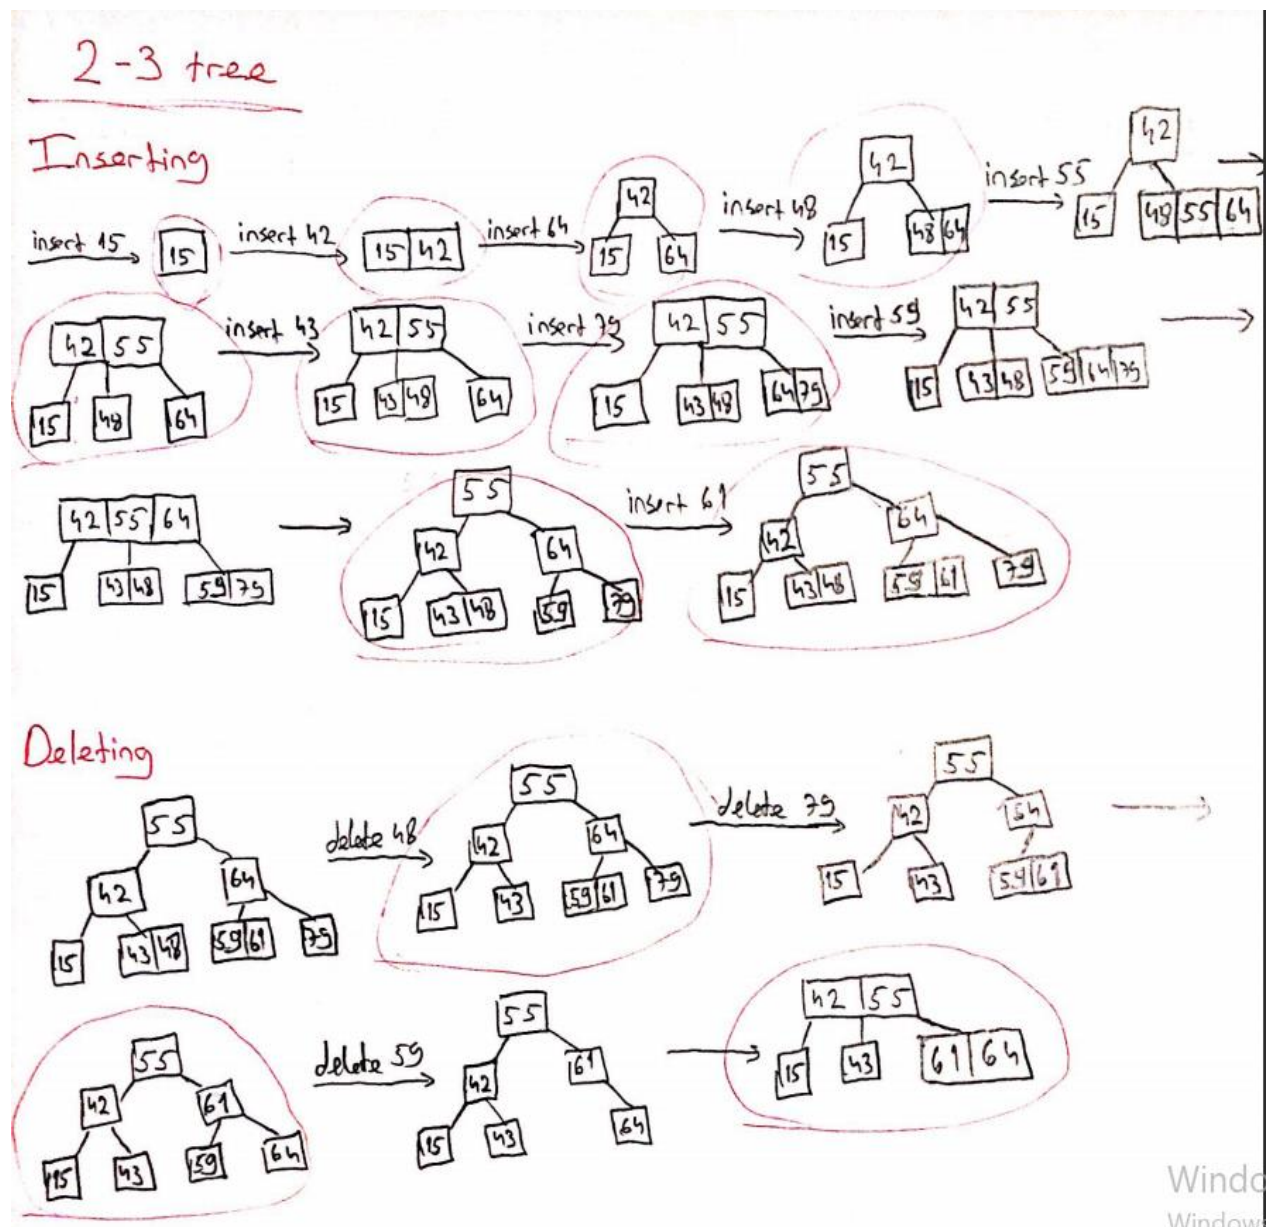 2-3 tree
Inserting
insert 15 15 insert 42 15 42 insert 64 42 insert 48 42 insert 55 42
15 64 15 48 64 15 48 55 64
42 55 insert 43 42 55 insert 79 42 55 insert 59 42 55
15 48 64 15 43 48 64 15 43 48 64 79 15 43 48 59 64 79
42 55 64 55 insert 61 55
42 64 42 64
15 43 48 59 79 15 43 48 59 79 15 43 48 59 61 79
Deleting
55 delete 48 55 delete 79 55
42 64 42 64 42 64
15 43 48 59 61 79 15 43 59 61 79 15 43 59 61
55 delete 59 55 42 55
42 61 42 61 15 43 61 64
15 43 59 64 15 43 64
Windo
Window